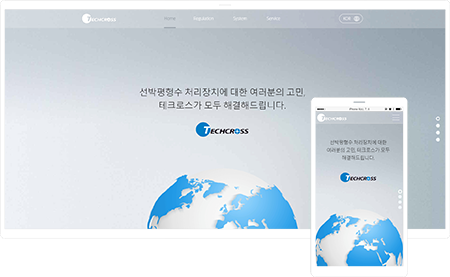 TECHCROSS
Home Regulation System Service
선박평형수 처리장치에 대한 여러분의 고민,
테크로스가 모두 해결해드립니다.
TECHCROSS
TECHCROSS
선박평형수 처리장치에 대한
여러분의 고민, 테크로스가 모두
해결해드립니다.
TECHCROSS